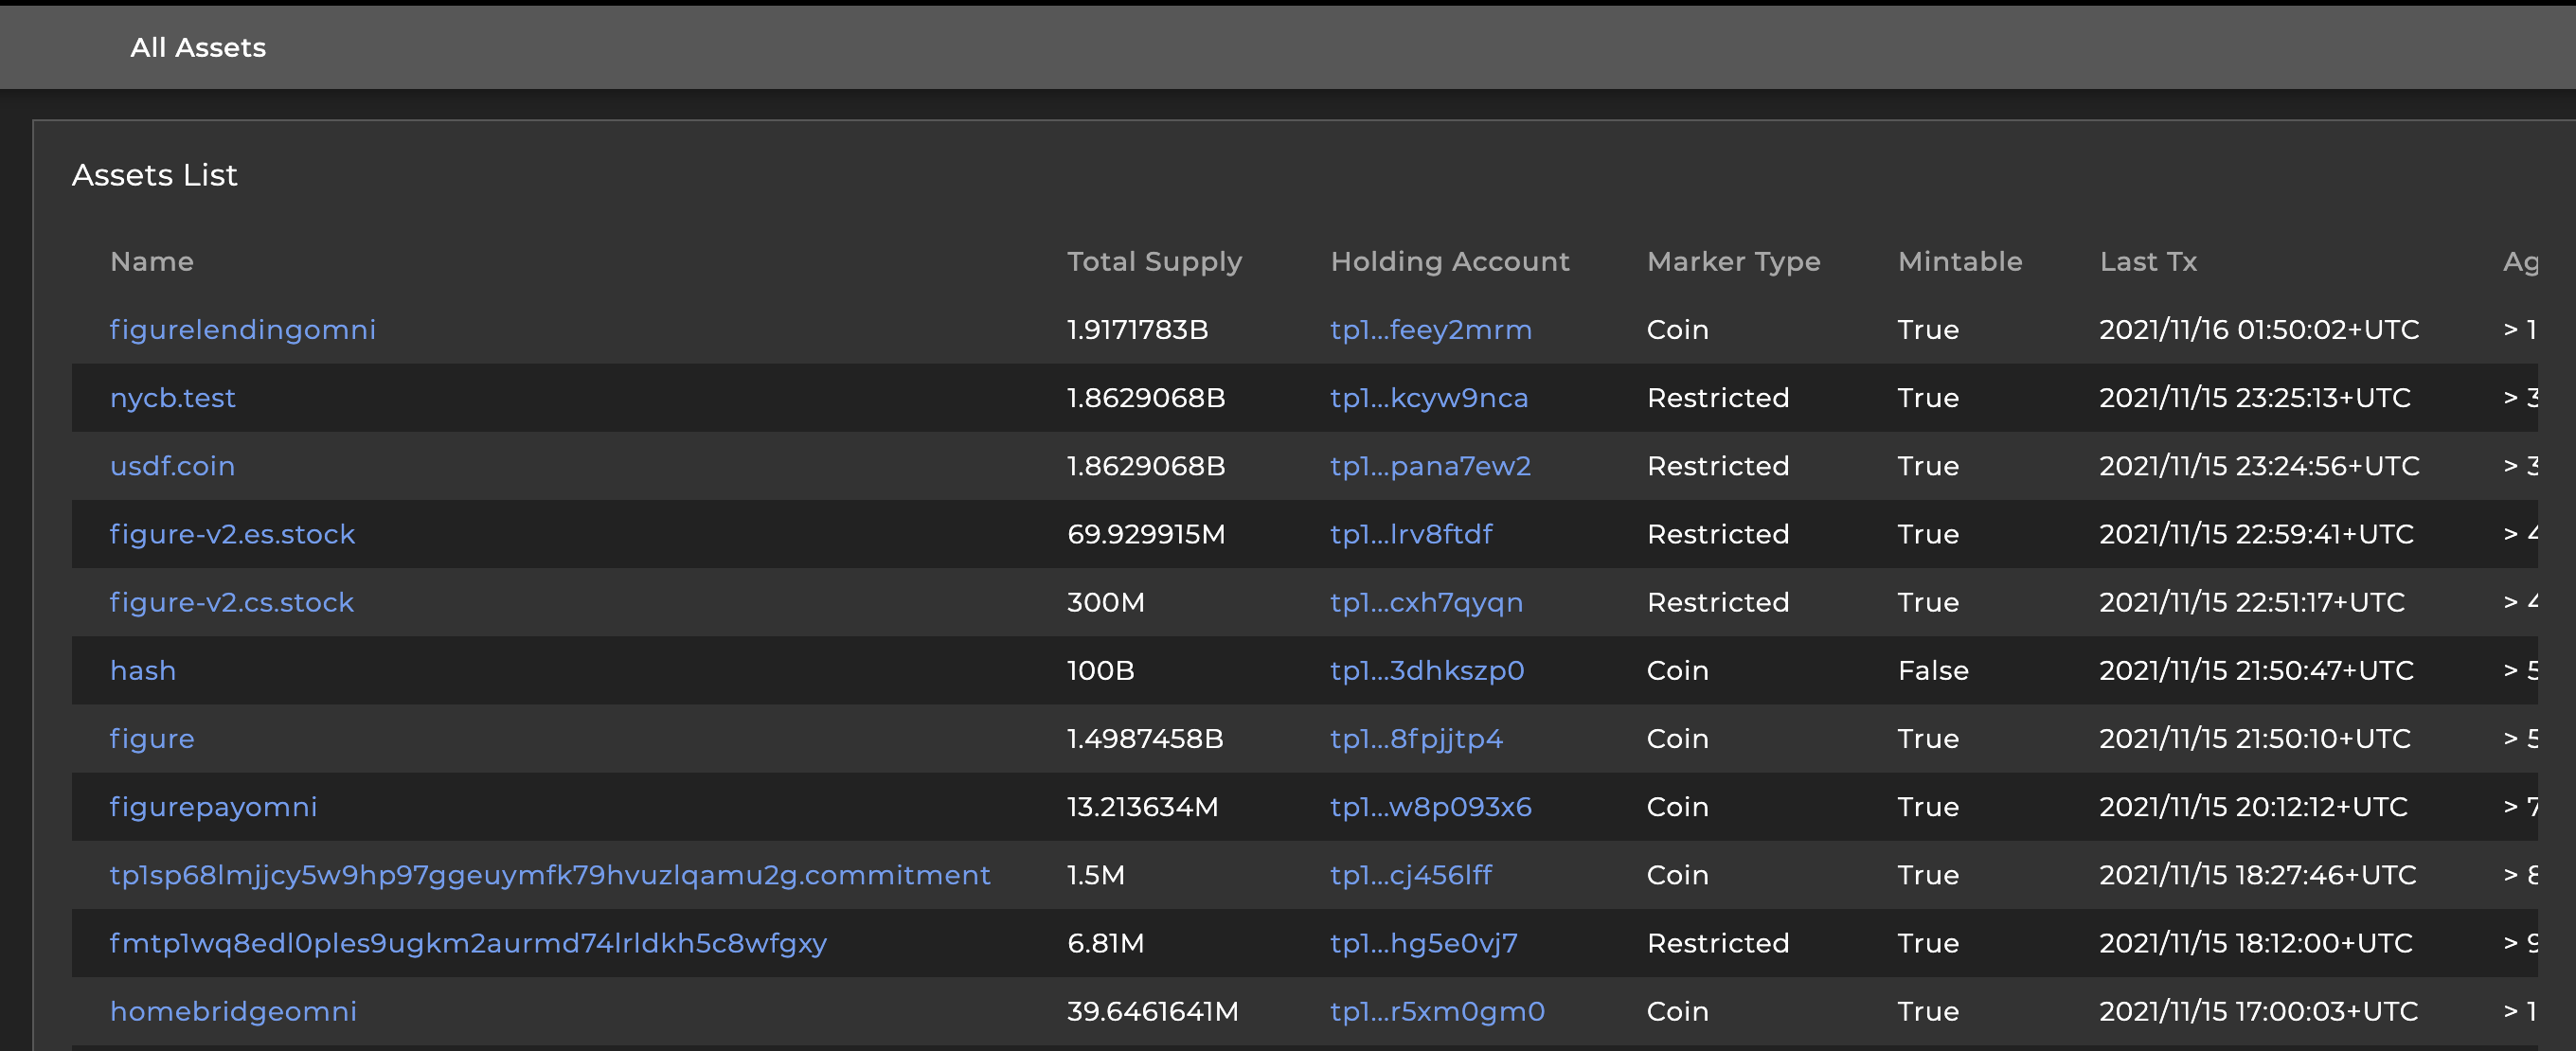 All Assets
Assets List
Name Total Supply Holding Account Marker Type Mintable Last Tx Ag
figurelendingomni 1.9171783B tp1...feey2mrm Coin True 2021/11/16 01:50:02+UTC > 1
nycb.test 1.8629068B tp1...kcyw9nca Restricted True 2021/11/15 23:25:13+UTC > 3
usdf.coin 1.8629068B tp1...pana7ew2 Restricted True 2021/11/15 23:24:56+UTC > 3
figure-v2.es.stock 69.929915M tp1...lrv8ftdf Restricted True 2021/11/15 22:59:41+UTC > 4
figure-v2.cs.stock 300M tp1...cxh7qyqn Restricted True 2021/11/15 22:51:17+UTC > 4
hash 100B tp1...3dhkszp0 Coin False 2021/11/15 21:50:47+UTC > 5
figure 1.4987458B tp1...8fpjjtp4 Coin True 2021/11/15 21:50:10+UTC > 5
figurepayomni 13.213634M tp1...w8p093x6 Coin True 2021/11/15 20:12:12+UTC > 7
tp1sp68lmjjcy5w9hp97ggeuymfk79hvuzlqamu2g.commitment 1.5M tp1...cj456lff Coin True 2021/11/15 18:27:46+UTC > 8
fmtp1wq8edl0ples9ugkm2aurmd74lrldkh5c8wfgxy 6.81M tp1...hg5e0vj7 Restricted True 2021/11/15 18:12:00+UTC > 9
homebridgeomni 39.6461641M tp1...r5xm0gm0 Coin True 2021/11/15 17:00:03+UTC > 1